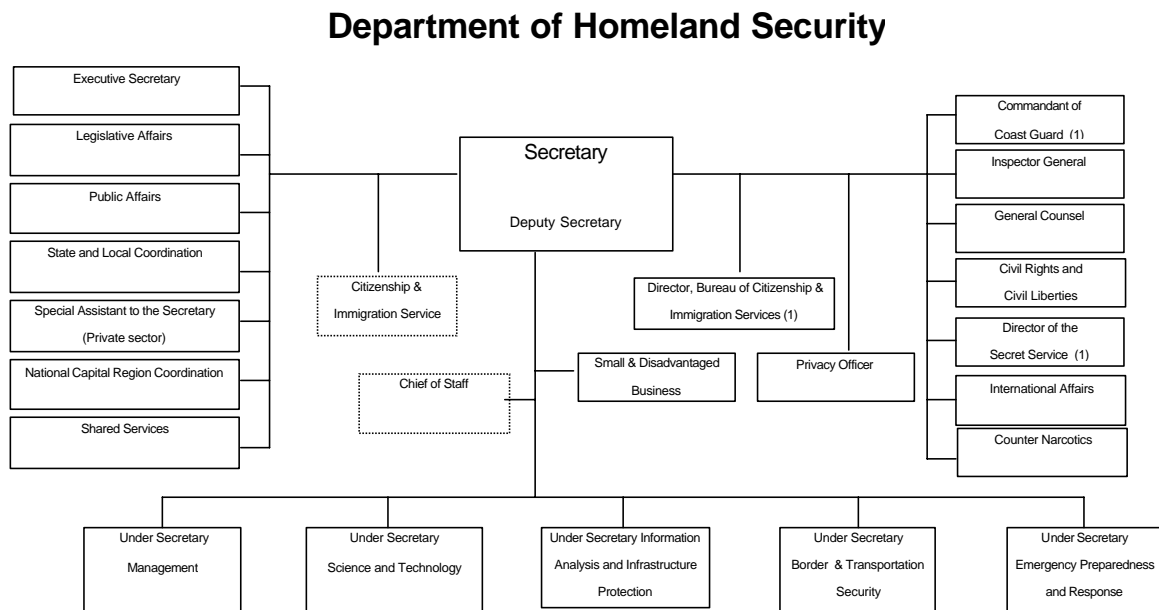 Department of Homeland Security
Executive Secretary
Legislative Affairs
Public Affairs
State and Local Coordination
Special Assistant to the Secretary
(Private sector)
National Capital Region Coordination
Shared Services
Secretary
Deputy Secretary
Citizenship &
Immigration Service
Chief of Staff
Director, Bureau of Citizenship &
Immigration Services (1)
Small & Disadvantaged
Business
Privacy Officer
Commandant of
Coast Guard (1)
Inspector General
General Counsel
Civil Rights and
Civil Liberties
Director of the
Secret Service (1)
International Affairs
Counter Narcotics
Under Secretary
Management
Under Secretary
Science and Technology
Under Secretary Information
Analysis and Infrastructure
Protection
Under Secretary
Border & Transportation
Security
Under Secretary
Emergency Preparedness
and Response